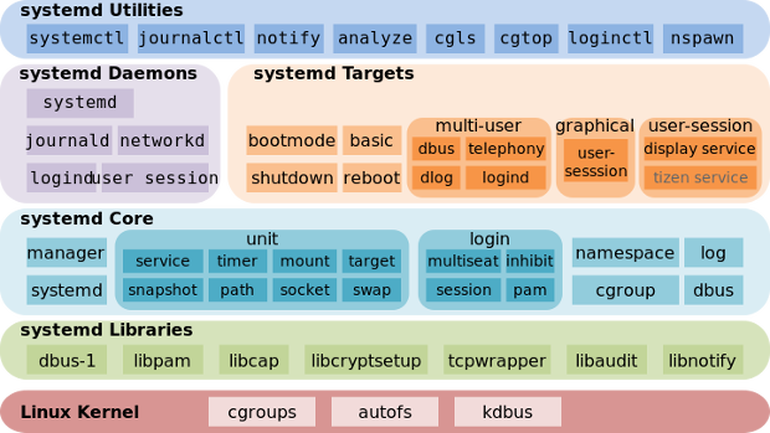 systemd Utilities
systemctl journalctl notify analyze cgls cgtop loginctl nspawn
systemd Daemons
systemd
journald networkd
logind user session
systemd Targets
bootmode basic
shutdown reboot
multi-user
dbus telephony
dlog logind
graphical
user-
sesssion
user-session
display service
tizen service
systemd Core
manager
systemd
unit
service timer mount target
snapshot path socket swap
login
multiseat inhibit
session pam
namespace log
cgroup dbus
systemd Libraries
dbus-1 libpam libcap libcryptsetup tcpwrapper libaudit libnotify
Linux Kernel cgroups autofs kdbus